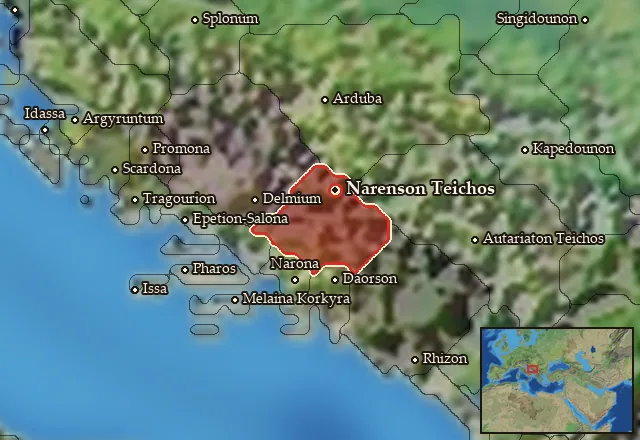 Splonum
Singidounon
Arduba
Idassa
Argyruntum
Promona
Kapedounon
Scardona
Narenson Teichos
Tragourion
Delmium
Epetion-Salona
Autariaton Teichos
Narona
Pharos
Daorson
Issa
Melaina Korkyra
Rhizon